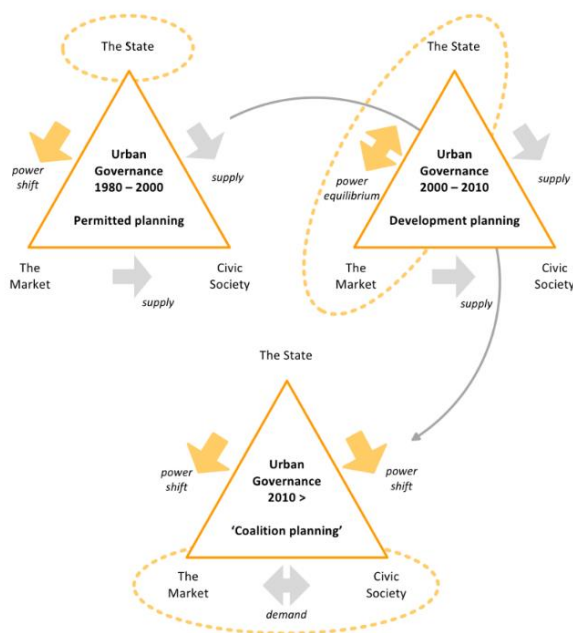 The State
power
shift
Urban
Governance
1980 – 2000
Permitted planning
supply
The
Market
supply
Civic
Society
The State
power
equilibrium
Urban
Governance
2000 – 2010
Development planning
supply
The
Market
supply
Civic
Society
The State
power
shift
Urban
Governance
2010 >
'Coalition planning'
power
shift
The
Market
demand
Civic
Society